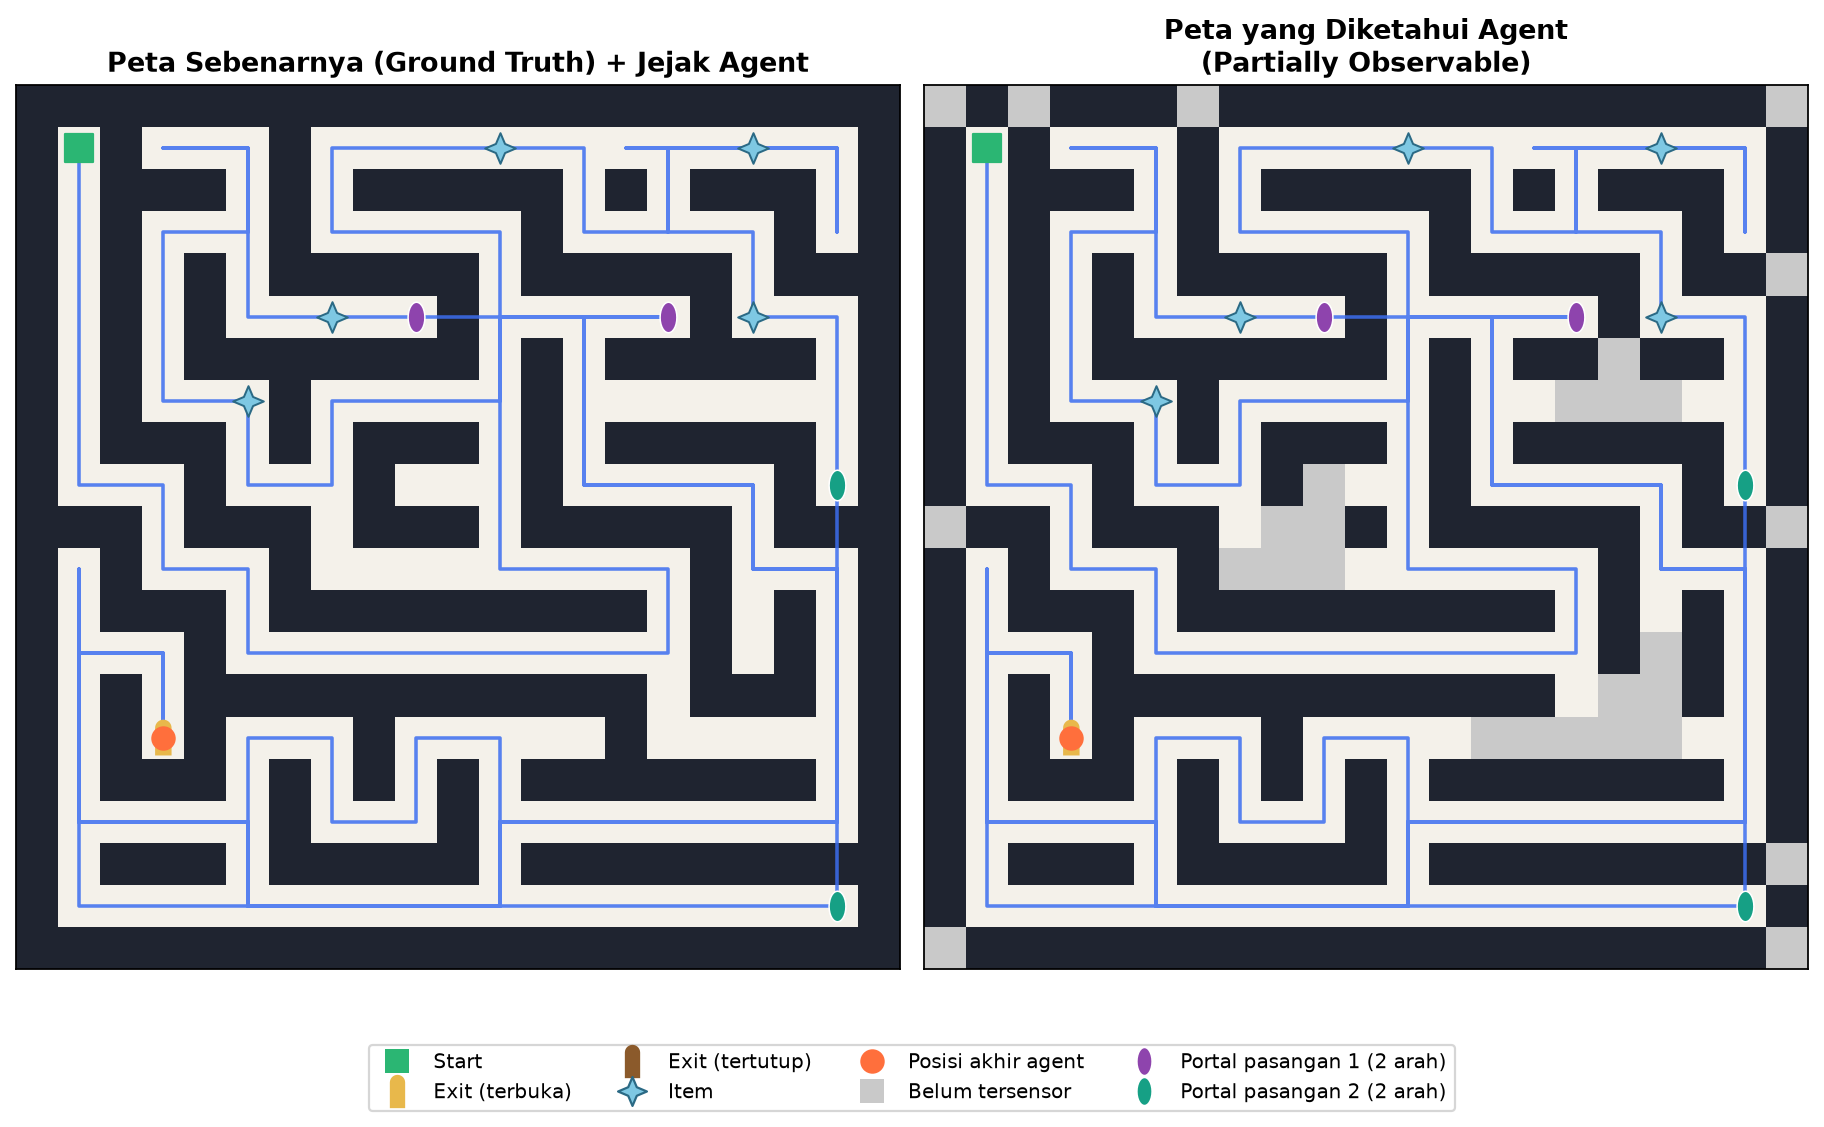 Peta Sebenarnya (Ground Truth) + Jejak Agent
Peta yang Diketahui Agent
(Partially Observable)
Start
Exit (terbuka)
Exit (tertutup)
Item
Posisi akhir agent
Belum tersensor
Portal pasangan 1 (2 arah)
Portal pasangan 2 (2 arah)